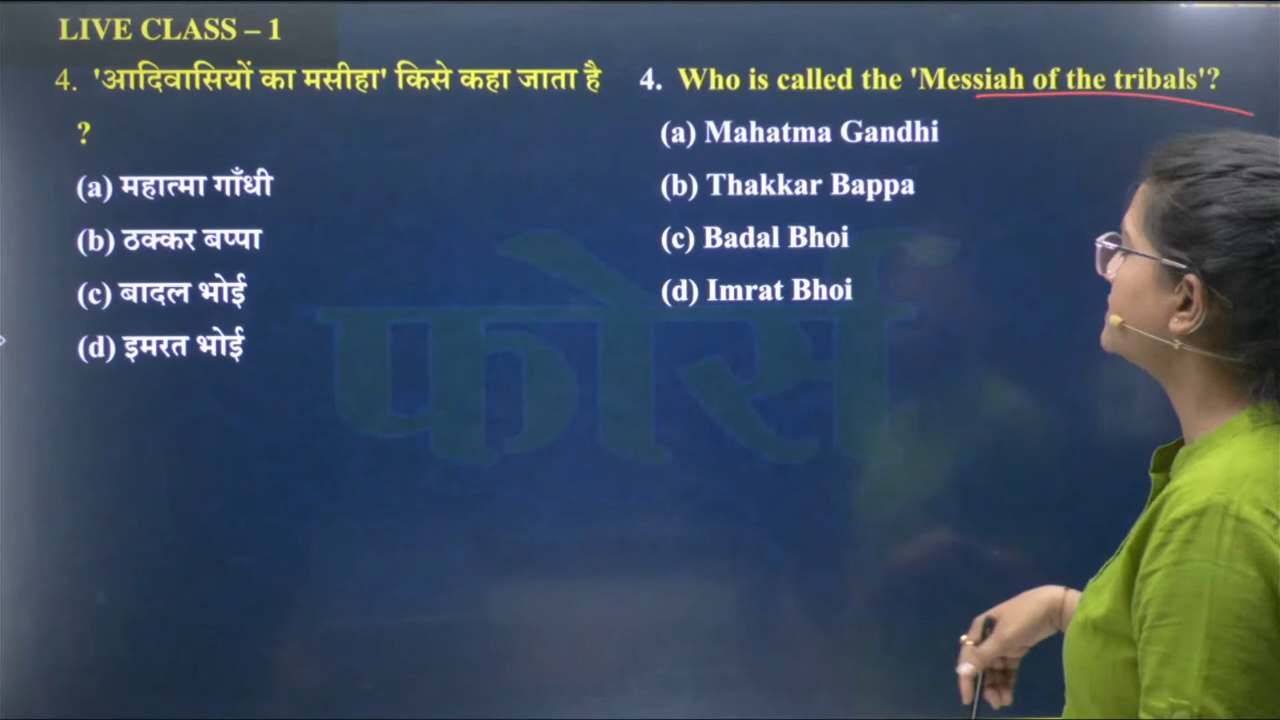 LIVE CLASS – 1
4. 'आदिवासियों का मसीहा' किसे कहा जाता है
?
(a) महात्मा गाँधी
(b) ठक्कर बप्पा
(c) बादल भोई
(d) इमरत भोई
4. Who is called the 'Messiah of the tribals'?
(a) Mahatma Gandhi
(b) Thakkar Bappa
(c) Badal Bhoi
(d) Imrat Bhoi
फोर्स